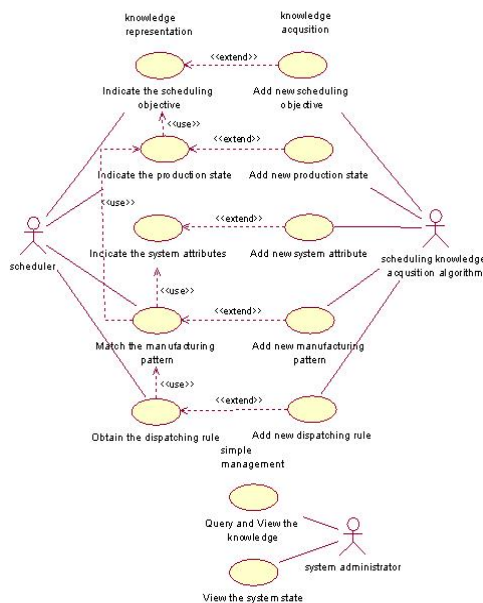 knowledge
representation
knowledge
acqusition
<<extend>>
Indicate the scheduling
objective
Add new scheduling
objective
<<use>>
<<extend>>
Indicate the production state
Add new production state
<<use>>
<<extend>>
Indicate the system attributes
Add new system attribute
scheduler
scheduling knowledge
acqusition algorithm
<<use>>
<<extend>>
Match the manufacturing
pattern
Add new manufacturing
pattern
<<use>>
<<extend>>
Obtain the dispatching rule
Add new dispatching rule
simple
management
Query and View the
knowledge
system administrator
View the system state